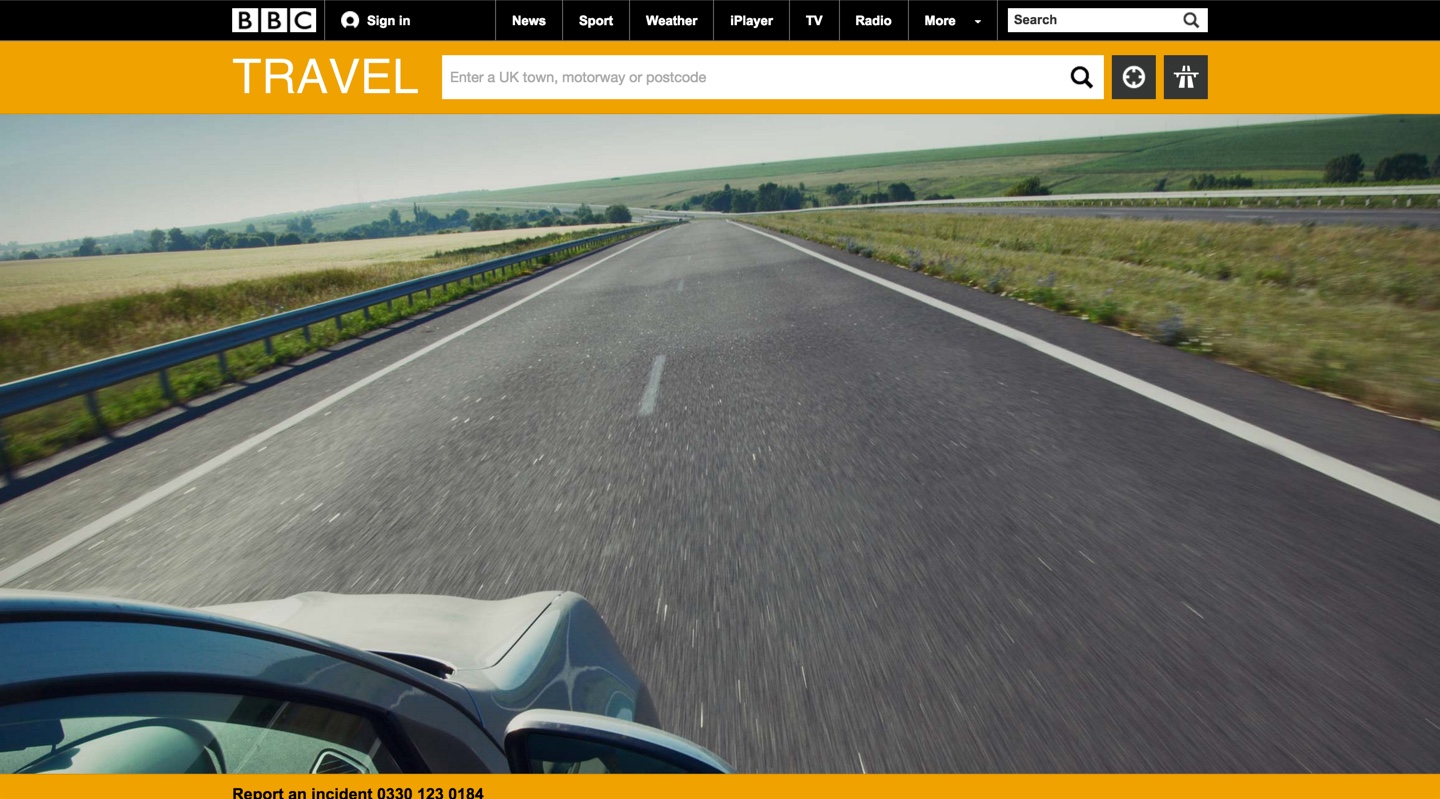 BBC Sign in News Sport Weather iPlayer TV Radio More Search
TRAVEL Enter a UK town, motorway or postcode
Report an incident 0330 123 0184